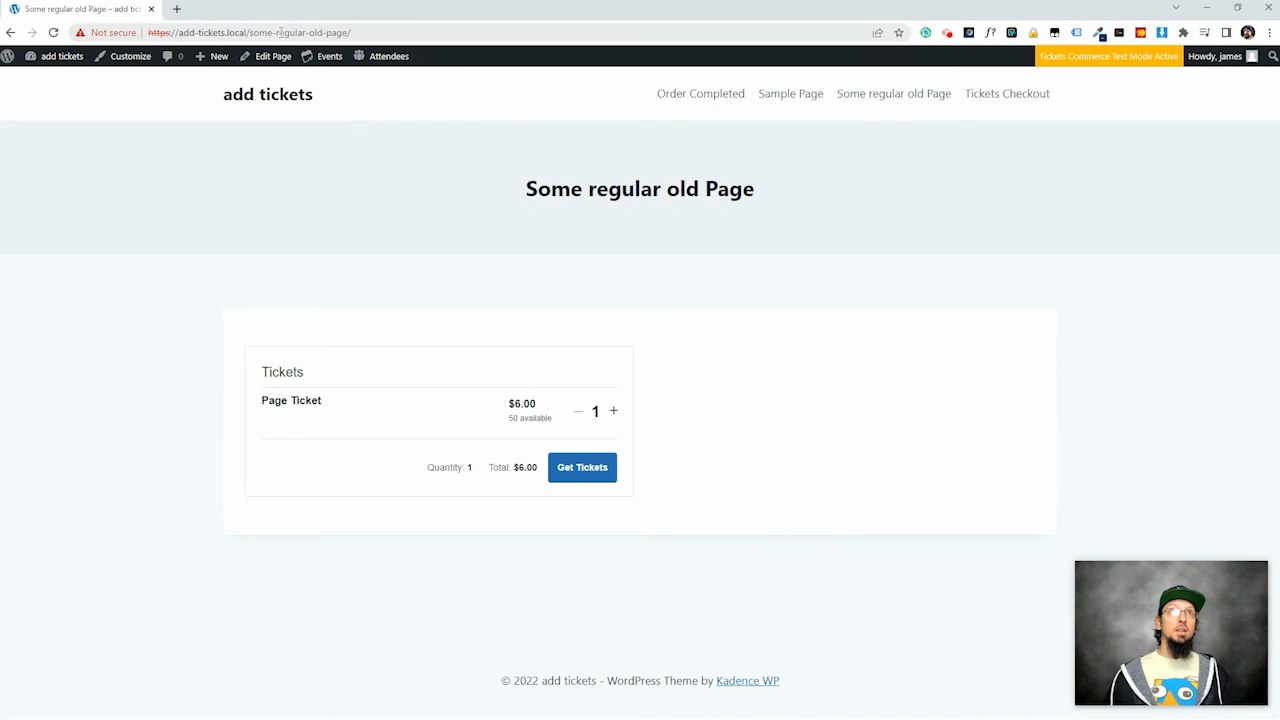 Some regular old Page – add tick
Not secure
https://add-tickets.local/some-regular-old-page/
add tickets
Customize
0
New
Edit Page
Events
Attendees
Tickets Commerce Test Mode Active
Howdy, james
add tickets
Order Completed
Sample Page
Some regular old Page
Tickets Checkout
Some regular old Page
Tickets
Page Ticket
$6.00
50 available
1
Quantity: 1
Total: $6.00
Get Tickets
© 2022 add tickets - WordPress Theme by Kadence WP